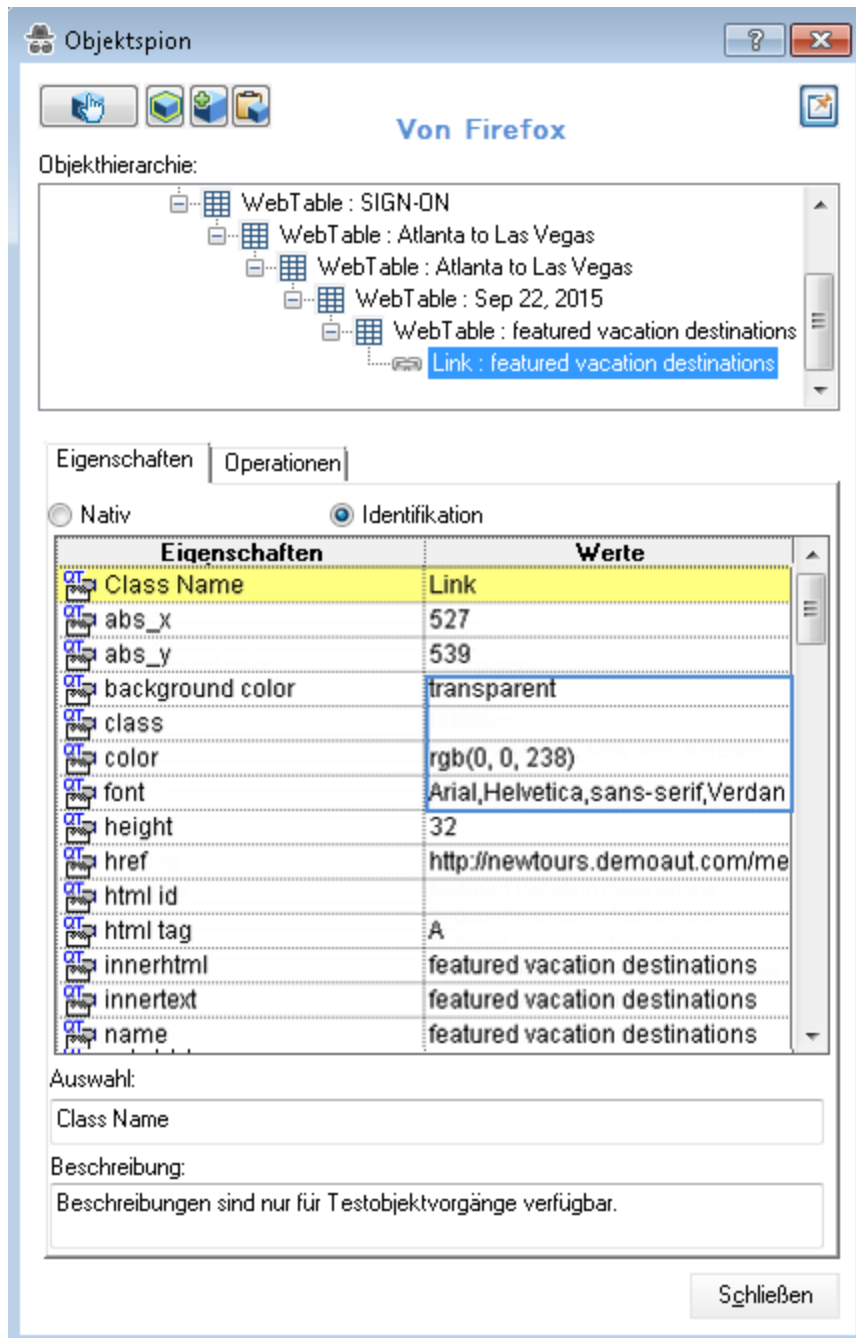 Objektspion
Von Firefox
Objekthierarchie:
WebTable : SIGN-ON
WebTable : Atlanta to Las Vegas
WebTable : Atlanta to Las Vegas
WebTable : Sep 22, 2015
WebTable : featured vacation destinations
Link : featured vacation destinations
Eigenschaften Operationen
Nativ Identifikation
Eigenschaften Werte
Class Name Link
abs_x 527
abs_y 539
background color transparent
class
color rgb(0, 0, 238)
font Arial,Helvetica,sans-serif,Verdan
height 32
href http://newtours.demoaut.com/me
html id
html tag A
innerhtml featured vacation destinations
innertext featured vacation destinations
name featured vacation destinations
Auswahl:
Class Name
Beschreibung:
Beschreibungen sind nur für Testobjektvorgänge verfügbar.
Schließen